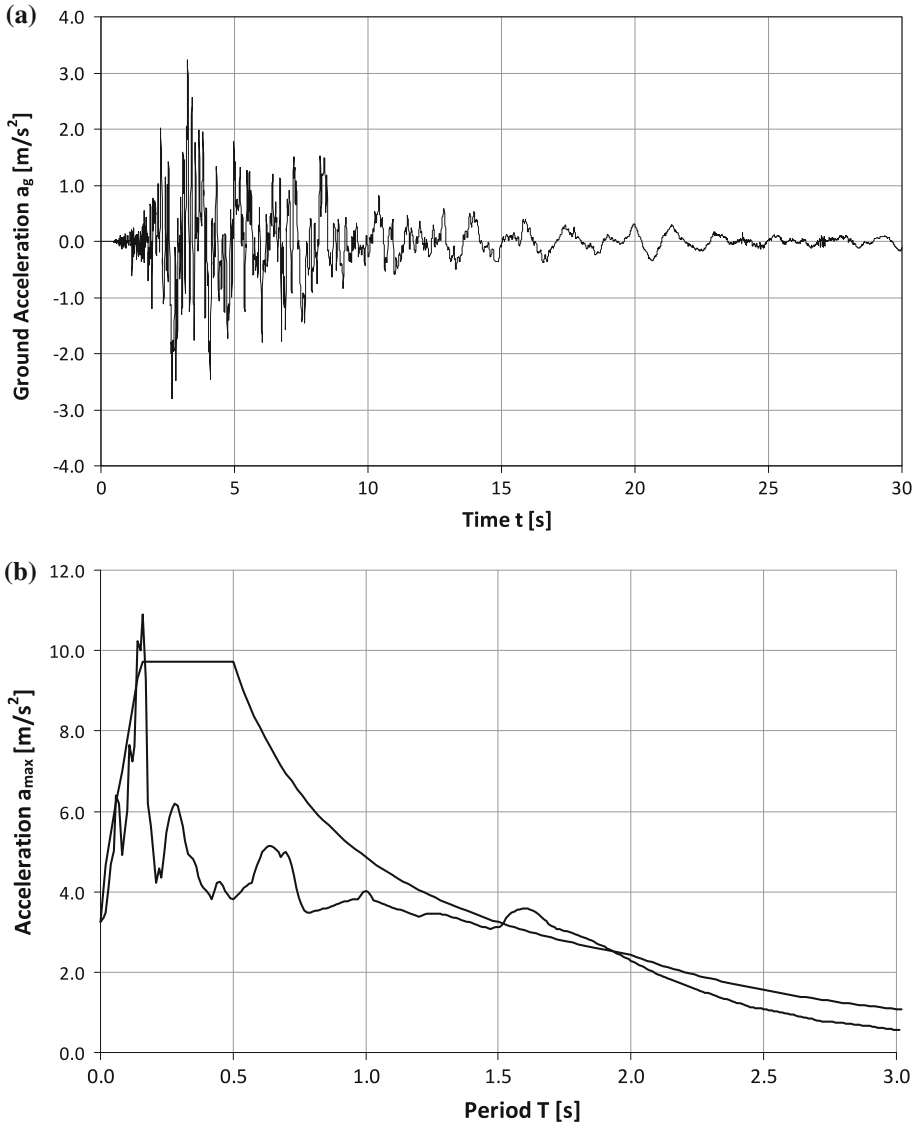 (a)
4.0
3.0
2.0
1.0
0.0
-1.0
-2.0
-3.0
-4.0
Ground Acceleration ag [m/s2]
0 5 10 15 20 25 30
Time t [s]
(b)
12.0
10.0
8.0
6.0
4.0
2.0
0.0
Acceleration amax [m/s2]
0.0 0.5 1.0 1.5 2.0 2.5 3.0
Period T [s]